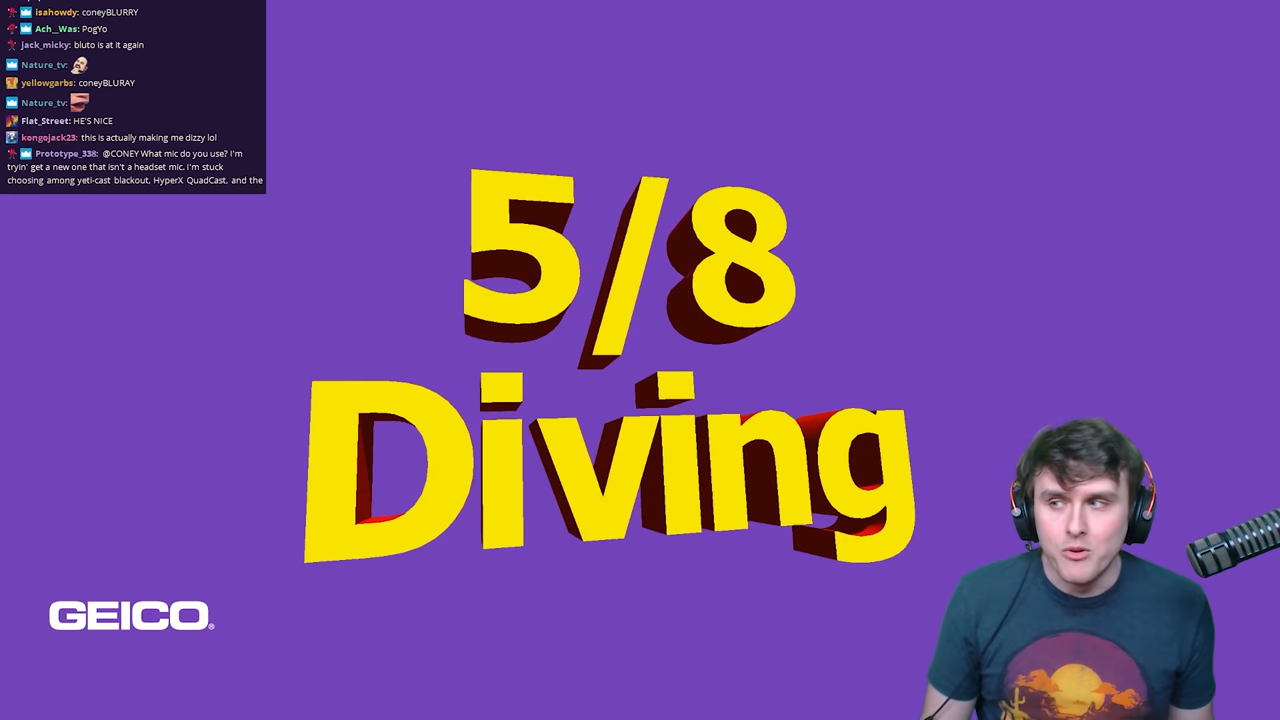 isahowdy: coneyBLURRY
Ach__Was: PogYo
jack_micky: bluto is at it again
Nature_tv:
yellowgarbs: coneyBLURAY
Nature_tv:
Flat_Street: HE'S NICE
kongojack23: this is actually making me dizzy lol
Prototype_338: @CONEY What mic do you use? I'm
tryin' get a new one that isn't a headset mic. I'm stuck
choosing among yeti-cast blackout, HyperX QuadCast, and the
5/8
Diving
GEICO®